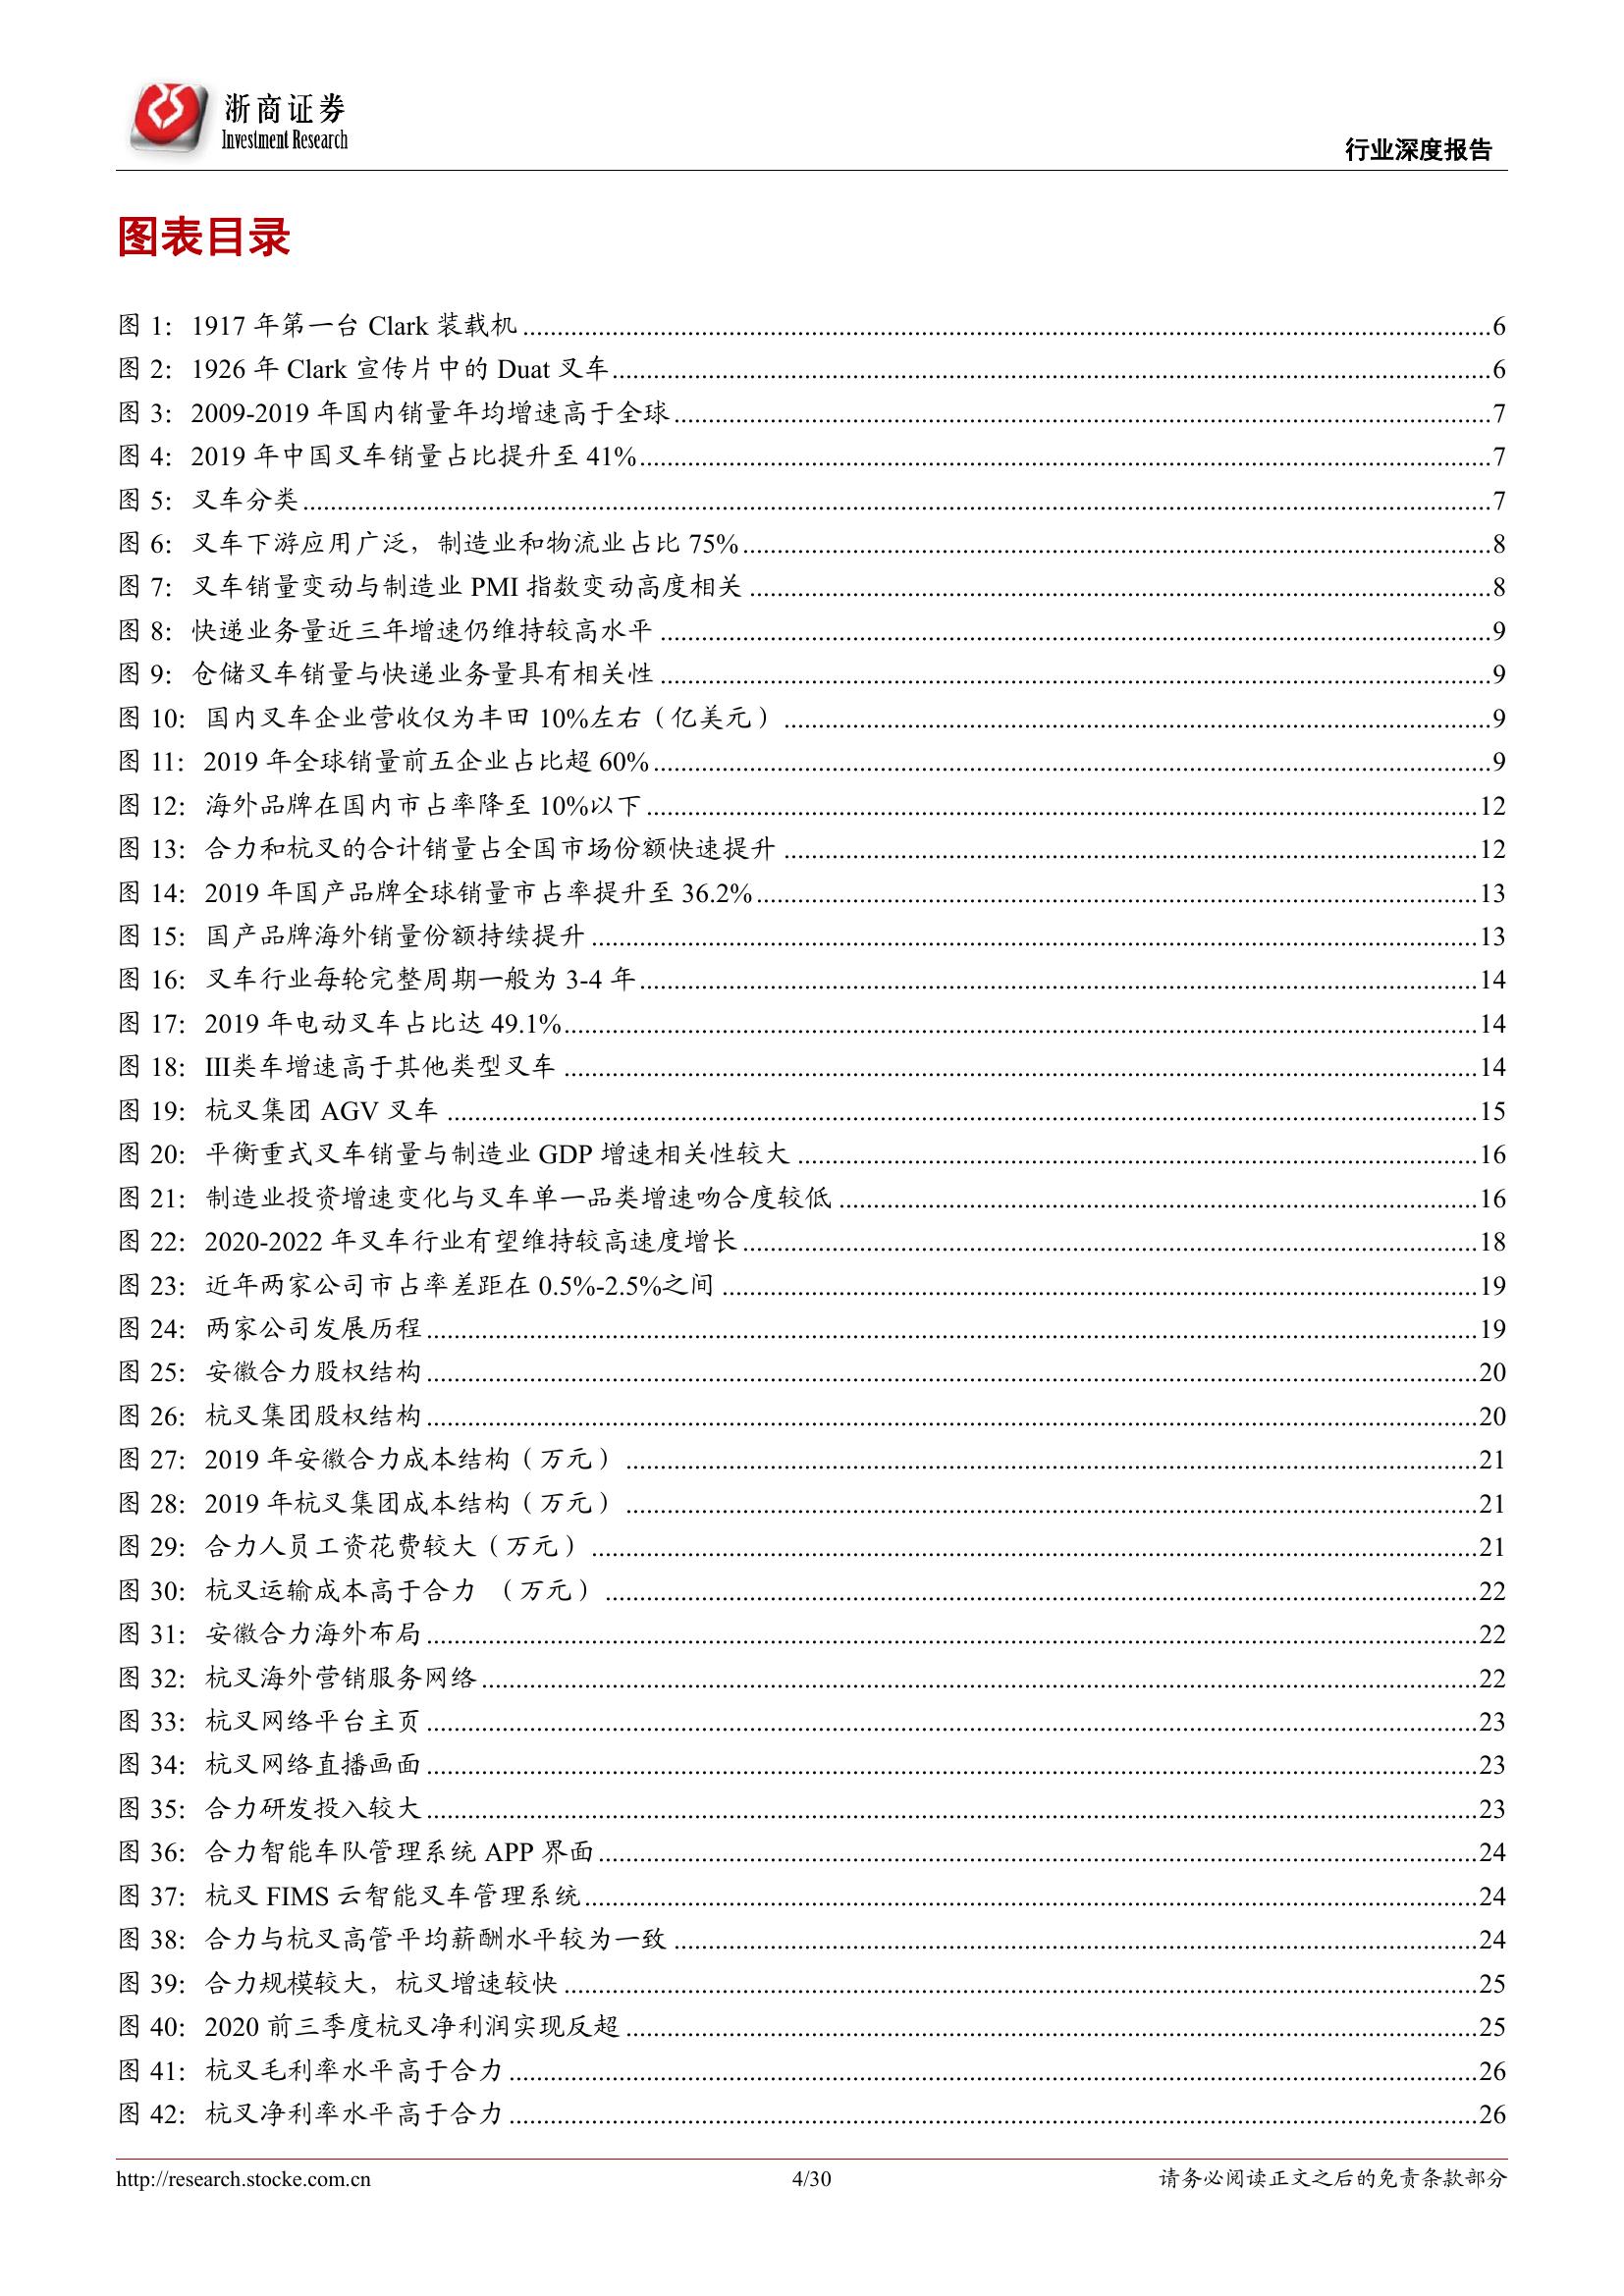 浙商证券
Investment Research
行业深度报告
图表目录
图 1：1917 年第一台 Clark 装载机 ........ 6
图 2：1926 年 Clark 宣传片中的 Duat 叉车 ........ 6
图 3：2009-2019 年国内销量年均增速高于全球 ........ 7
图 4：2019 年中国叉车销量占比提升至 41% ........ 7
图 5：叉车分类 ........ 7
图 6：叉车下游应用广泛，制造业和物流业占比 75% ........ 8
图 7：叉车销量变动与制造业 PMI 指数变动高度相关 ........ 8
图 8：快递业务量近三年增速仍维持较高水平 ........ 9
图 9：仓储叉车销量与快递业务量具有相关性 ........ 9
图 10：国内叉车企业营收仅为丰田 10%左右（亿美元） ........ 9
图 11：2019 年全球销量前五企业占比超 60% ........ 9
图 12：海外品牌在国内市占率降至 10%以下 ........ 12
图 13：合力和杭叉的合计销量占全国市场份额快速提升 ........ 12
图 14：2019 年国产品牌全球销量市占率提升至 36.2% ........ 13
图 15：国产品牌海外销量份额持续提升 ........ 13
图 16：叉车行业每轮完整周期一般为 3-4 年 ........ 14
图 17：2019 年电动叉车占比达 49.1% ........ 14
图 18：III类车增速高于其他类型叉车 ........ 14
图 19：杭叉集团 AGV 叉车 ........ 15
图 20：平衡重式叉车销量与制造业 GDP 增速相关性较大 ........ 16
图 21：制造业投资增速变化与叉车单一品类增速吻合度较低 ........ 16
图 22：2020-2022 年叉车行业有望维持较高速度增长 ........ 18
图 23：近年两家公司市占率差距在 0.5%-2.5%之间 ........ 19
图 24：两家公司发展历程 ........ 19
图 25：安徽合力股权结构 ........ 20
图 26：杭叉集团股权结构 ........ 20
图 27：2019 年安徽合力成本结构（万元） ........ 21
图 28：2019 年杭叉集团成本结构（万元） ........ 21
图 29：合力人员工资花费较大（万元） ........ 21
图 30：杭叉运输成本高于合力 （万元） ........ 22
图 31：安徽合力海外布局 ........ 22
图 32：杭叉海外营销服务网络 ........ 22
图 33：杭叉网络平台主页 ........ 23
图 34：杭叉网络直播画面 ........ 23
图 35：合力研发投入较大 ........ 23
图 36：合力智能车队管理系统 APP 界面 ........ 24
图 37：杭叉 FIMS 云智能叉车管理系统 ........ 24
图 38：合力与杭叉高管平均薪酬水平较为一致 ........ 24
图 39：合力规模较大，杭叉增速较快 ........ 25
图 40：2020 前三季度杭叉净利润实现反超 ........ 25
图 41：杭叉毛利率水平高于合力 ........ 26
图 42：杭叉净利率水平高于合力 ........ 26
http://research.stocke.com.cn
4/30
请务必阅读正文之后的免责条款部分